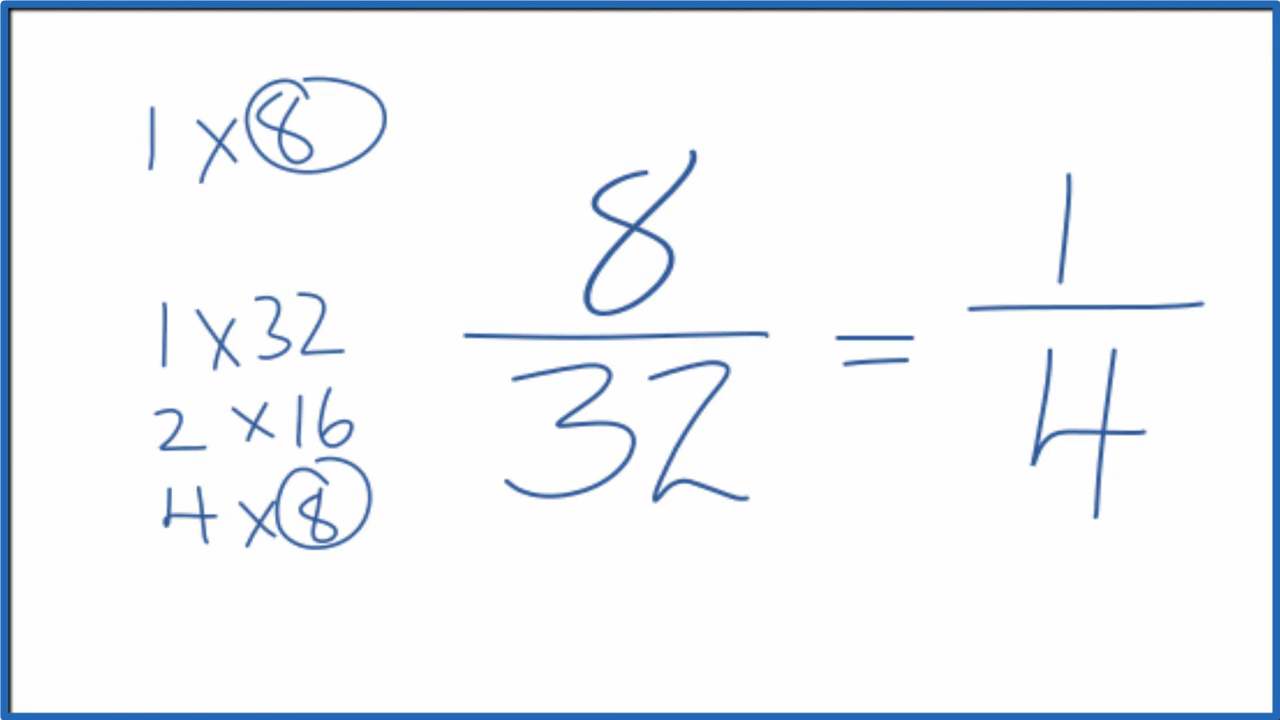 1 x 8
1 x 32
2 x 16
4 x 8
8/32 = 1/4